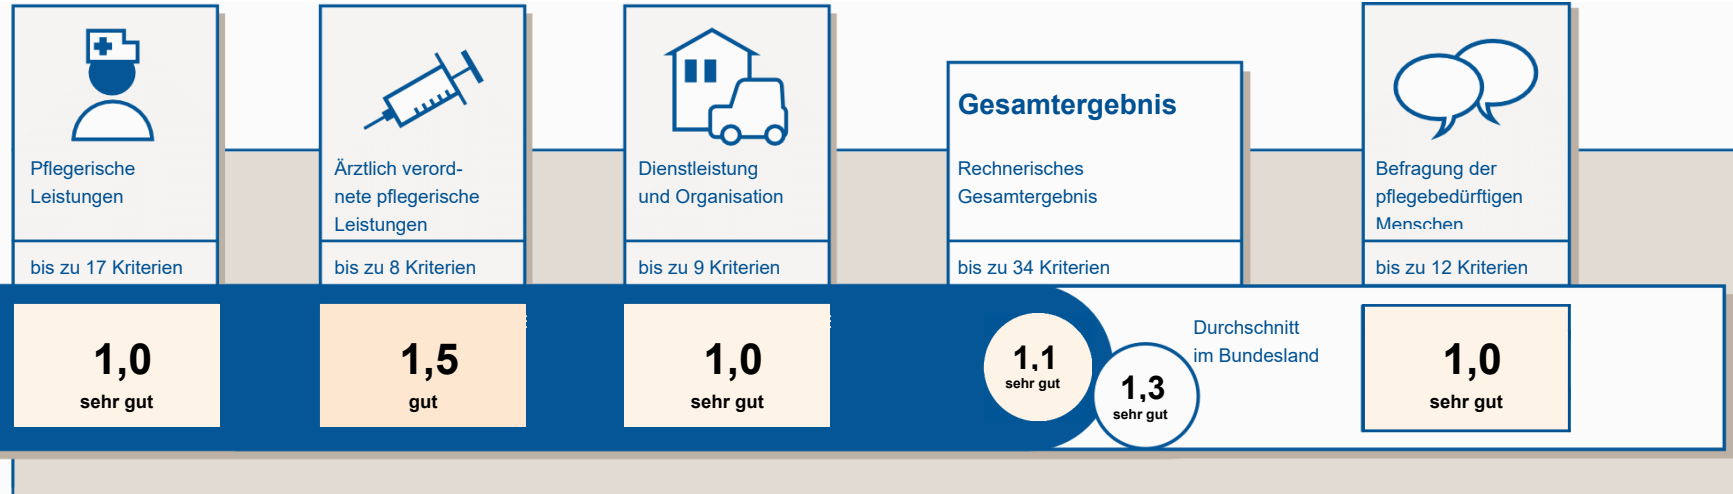 Pflegerische
Leistungen
bis zu 17 Kriterien
1,0
sehr gut
Ärztlich verord-
nete pflegerische
Leistungen
bis zu 8 Kriterien
1,5
gut
Dienstleistung
und Organisation
bis zu 9 Kriterien
1,0
sehr gut
Gesamtergebnis
Rechnerisches
Gesamtergebnis
bis zu 34 Kriterien
1,1
sehr gut
1,3
sehr gut
Durchschnitt
im Bundesland
Befragung der
pflegebedürftigen
Menschen
bis zu 12 Kriterien
1,0
sehr gut